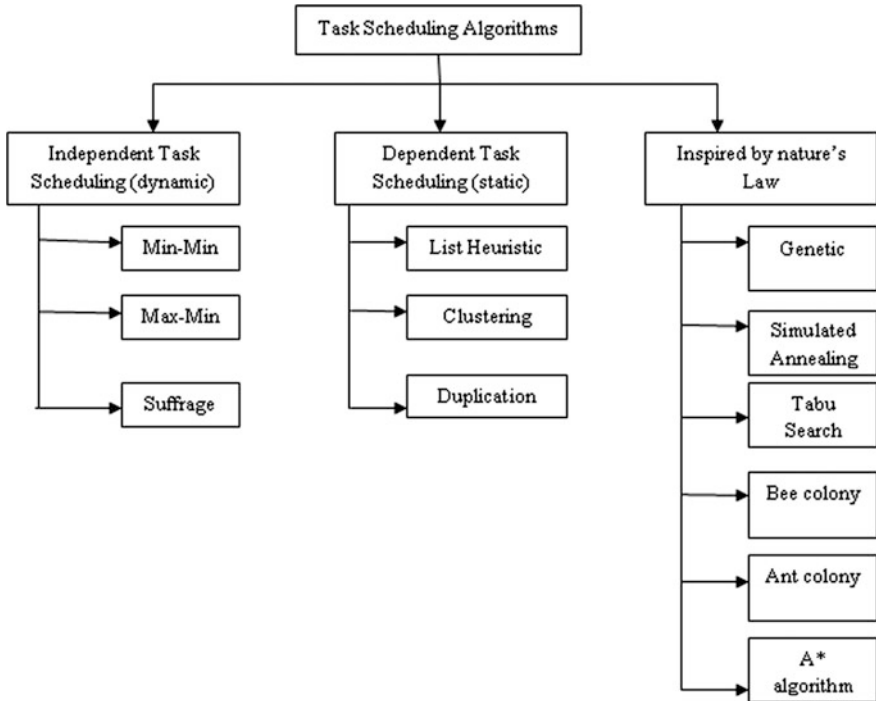 Task Scheduling Algorithms
Independent Task
Scheduling (dynamic)
Dependent Task
Scheduling (static)
Inspired by nature's
Law
Min-Min
Max-Min
Suffrage
List Heuristic
Clustering
Duplication
Genetic
Simulated
Annealing
Tabu
Search
Bee colony
Ant colony
A*
algorithm